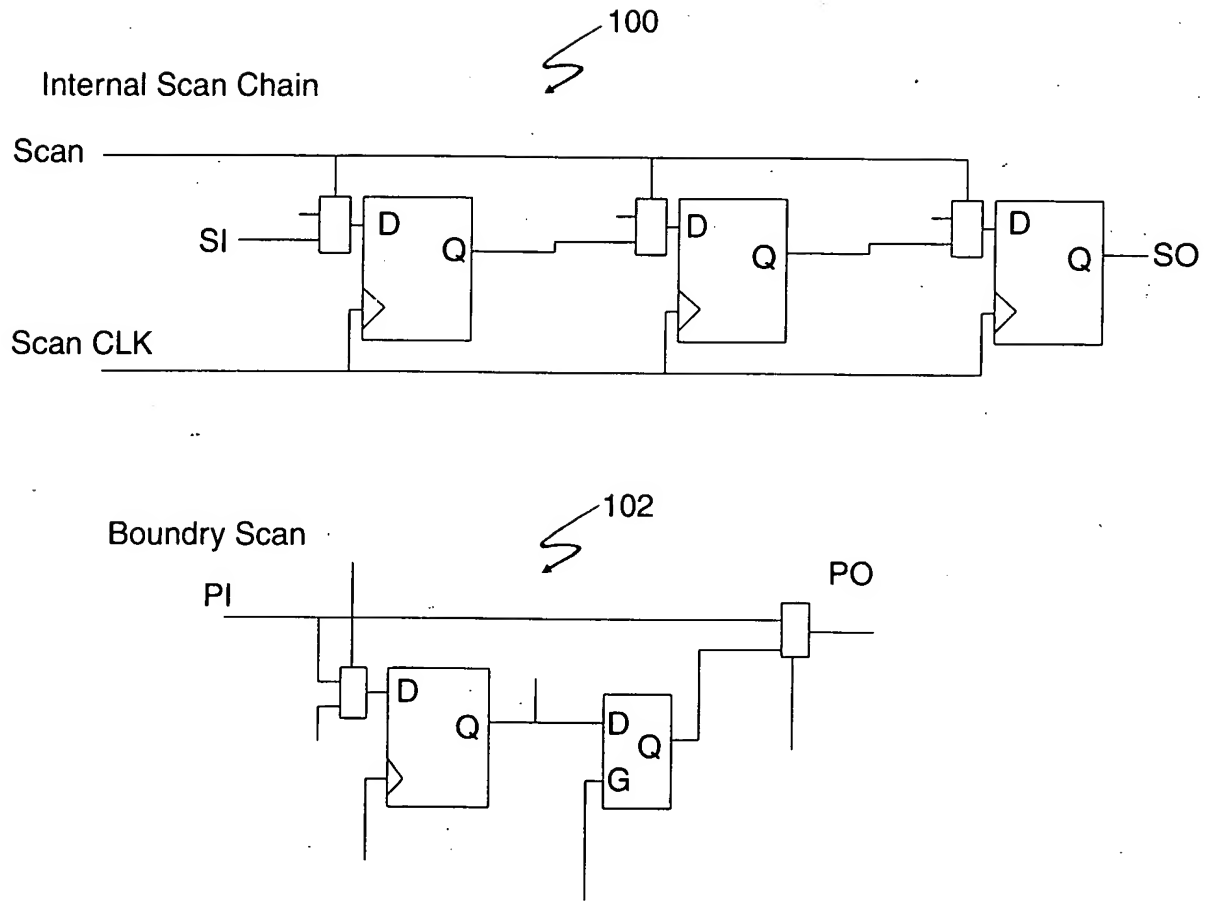 100
Internal Scan Chain
Scan
D
D
D
SI
Q
Q
Q
SO
Scan CLK
102
Boundry Scan
PO
PI
D
Q
D
Q
G